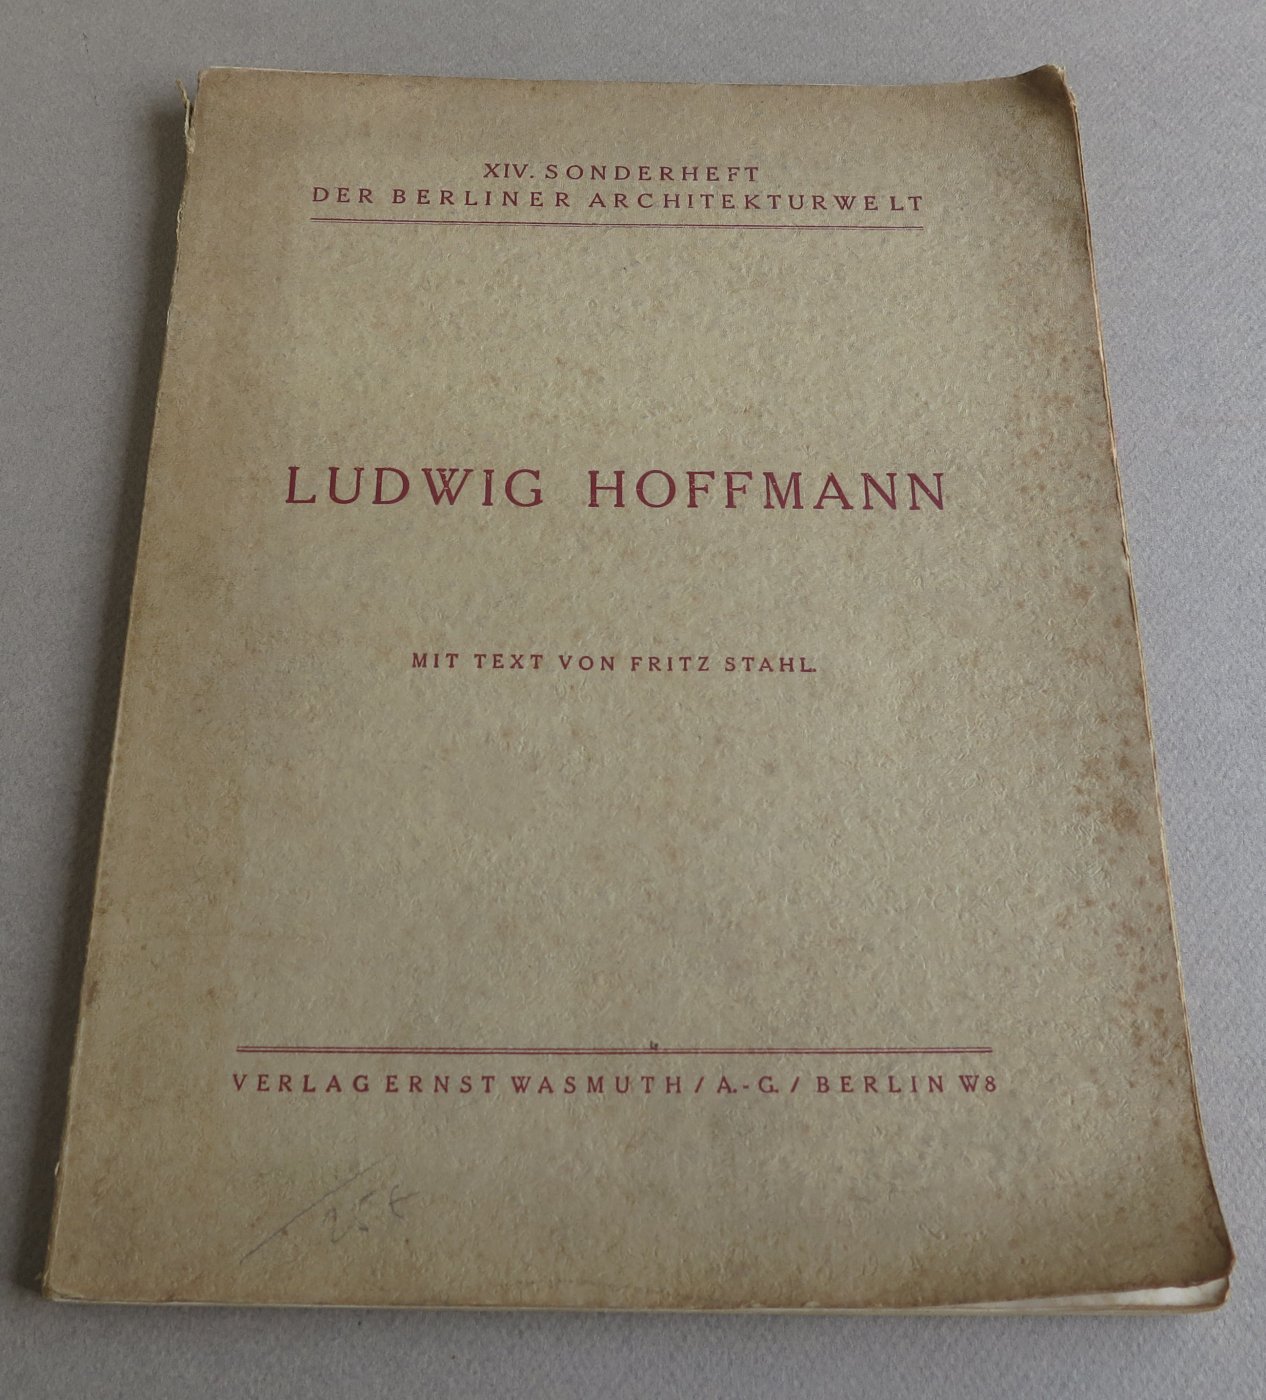 XIV. SONDERHEFT
DER BERLINER ARCHITEKTURWELT
LUDWIG HOFFMANN
MIT TEXT VON FRITZ STAHL.
VERLAG ERNST WASMUTH / A.-G. / BERLIN W8